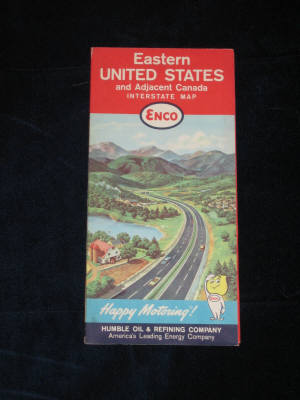 Eastern
UNITED STATES
and Adjacent Canada
INTERSTATE MAP
ENCO
Happy Motoring!
HUMBLE OIL & REFINING COMPANY
America's Leading Energy Company